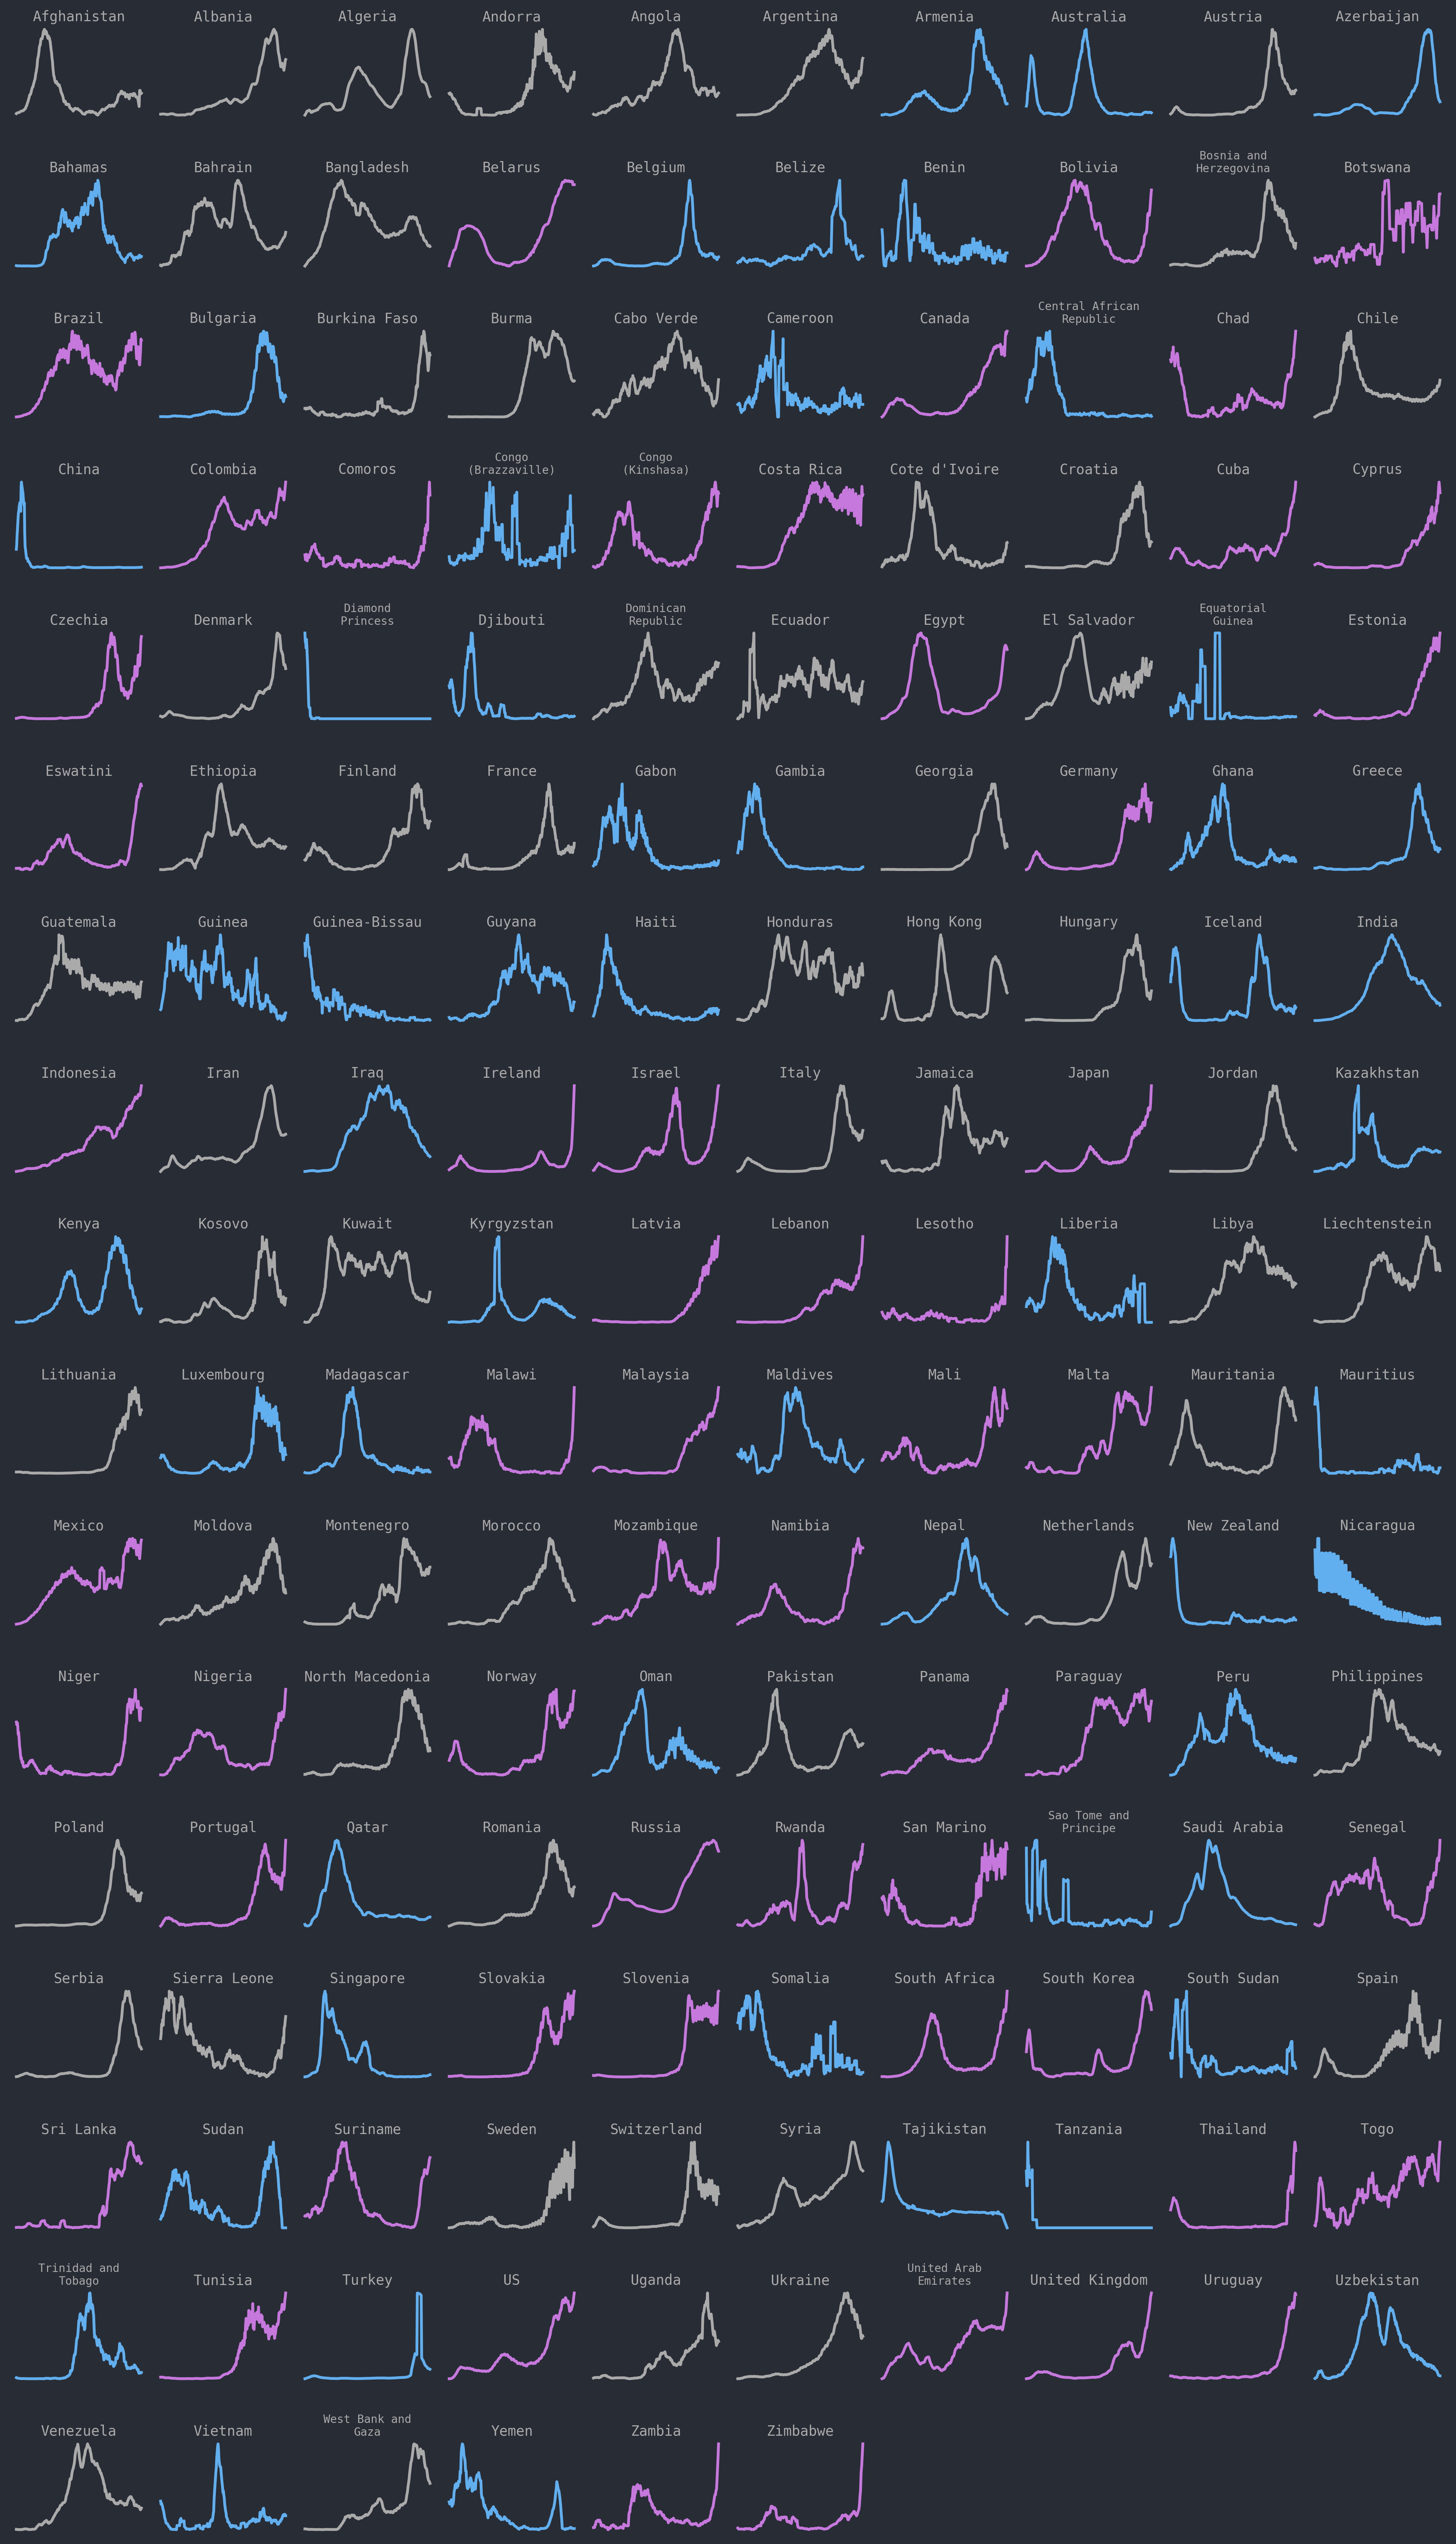 Afghanistan Albania Algeria Andorra Angola Argentina Armenia Australia Austria Azerbaijan
Bahamas Bahrain Bangladesh Belarus Belgium Belize Benin Bolivia Bosnia and
Herzegovina Botswana
Brazil Bulgaria Burkina Faso Burma Cabo Verde Cameroon Canada Central African
Republic Chad Chile
China Colombia Comoros Congo
(Brazzaville) Congo
(Kinshasa) Costa Rica Cote d'Ivoire Croatia Cuba Cyprus
Czechia Denmark Diamond
Princess Djibouti Dominican
Republic Ecuador Egypt El Salvador Equatorial
Guinea Estonia
Eswatini Ethiopia Finland France Gabon Gambia Georgia Germany Ghana Greece
Guatemala Guinea Guinea-Bissau Guyana Haiti Honduras Hong Kong Hungary Iceland India
Indonesia Iran Iraq Ireland Israel Italy Jamaica Japan Jordan Kazakhstan
Kenya Kosovo Kuwait Kyrgyzstan Latvia Lebanon Lesotho Liberia Libya Liechtenstein
Lithuania Luxembourg Madagascar Malawi Malaysia Maldives Mali Malta Mauritania Mauritius
Mexico Moldova Montenegro Morocco Mozambique Namibia Nepal Netherlands New Zealand Nicaragua
Niger Nigeria North Macedonia Norway Oman Pakistan Panama Paraguay Peru Philippines
Poland Portugal Qatar Romania Russia Rwanda San Marino Sao Tome and
Principe Saudi Arabia Senegal
Serbia Sierra Leone Singapore Slovakia Slovenia Somalia South Africa South Korea South Sudan Spain
Sri Lanka Sudan Suriname Sweden Switzerland Syria Tajikistan Tanzania Thailand Togo
Trinidad and
Tobago Tunisia Turkey US Uganda Ukraine United Arab
Emirates United Kingdom Uruguay Uzbekistan
Venezuela Vietnam West Bank and
Gaza Yemen Zambia Zimbabwe